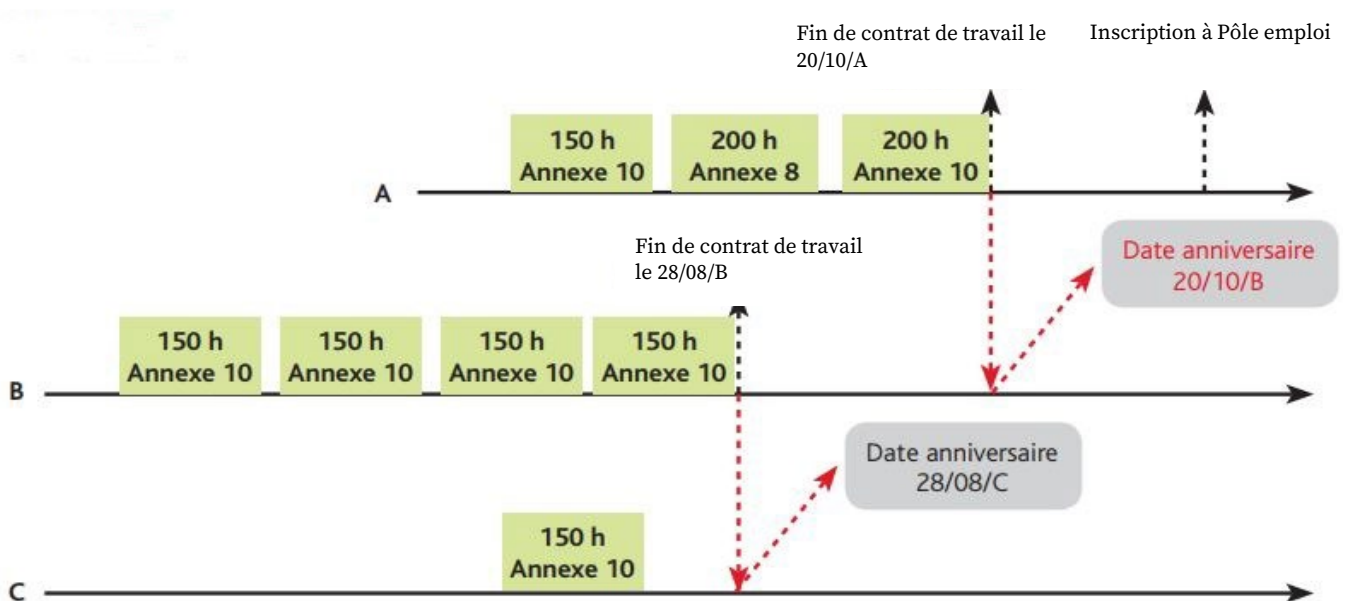 Fin de contrat de travail le
20/10/A
Inscription à Pôle emploi
150 h
Annexe 10
200 h
Annexe 8
200 h
Annexe 10
A
Date anniversaire
20/10/B
Fin de contrat de travail
le 28/08/B
150 h
Annexe 10
150 h
Annexe 10
150 h
Annexe 10
150 h
Annexe 10
B
Date anniversaire
28/08/C
150 h
Annexe 10
C